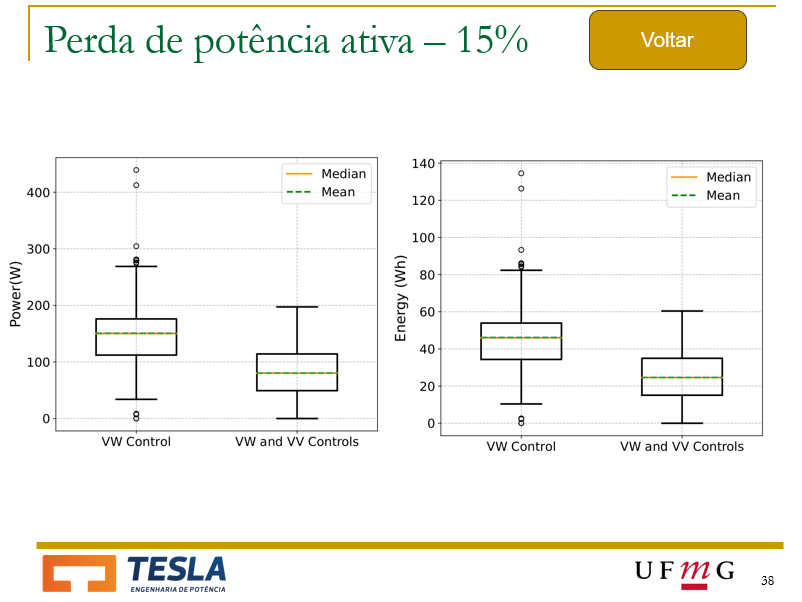 Perda de potência ativa – 15%
Voltar
Median
Mean
400
300
200
100
0
Power(W)
VW Control
VW and VV Controls
Median
Mean
140
120
100
80
60
40
20
0
Energy (Wh)
VW Control
VW and VV Controls
TESLA
ENGENHARIA DE POTÊNCIA
UFmG
38